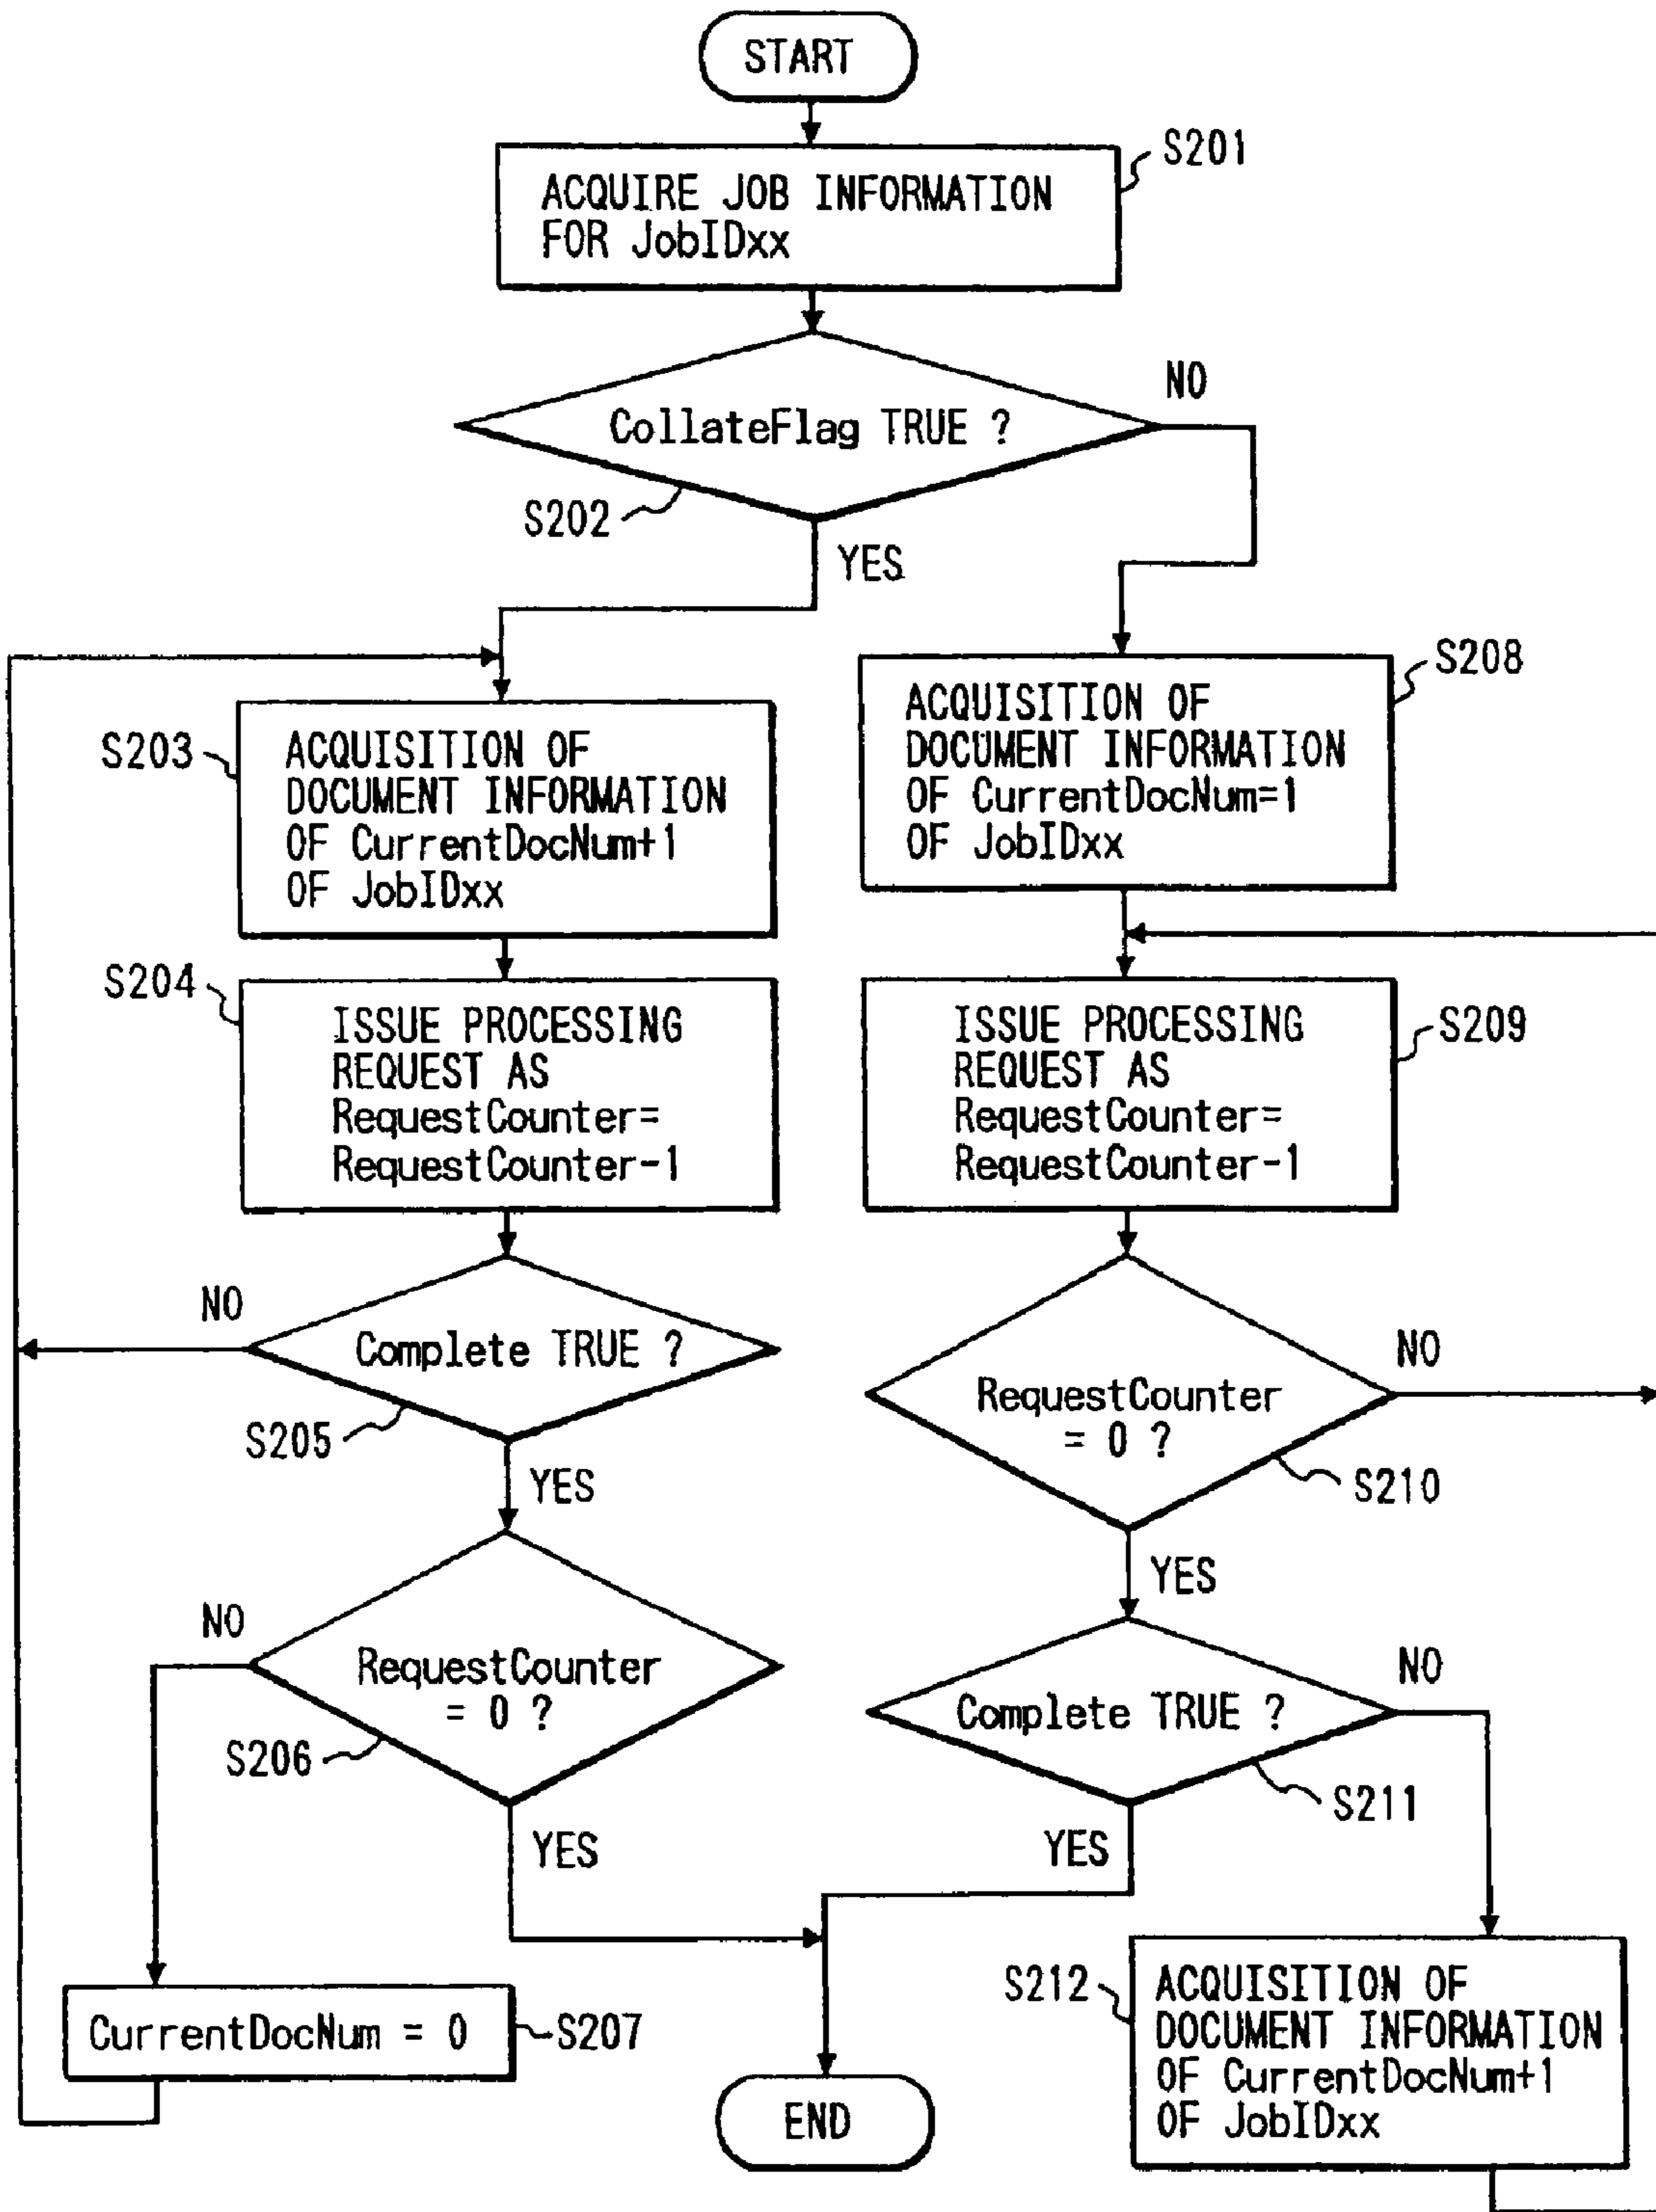 START
S201
ACQUIRE JOB INFORMATION
FOR JobIDxx
NO
CollateFlag TRUE ?
S202
YES
S203
ACQUISITION OF
DOCUMENT INFORMATION
OF CurrentDocNum+1
OF JobIDxx
S208
ACQUISITION OF
DOCUMENT INFORMATION
OF CurrentDocNum=1
OF JobIDxx
S204
ISSUE PROCESSING
REQUEST AS
RequestCounter=
RequestCounter-1
S209
ISSUE PROCESSING
REQUEST AS
RequestCounter=
RequestCounter-1
NO
Complete TRUE ?
S205
YES
NO
RequestCounter
= 0 ?
S210
YES
NO
RequestCounter
= 0 ?
S206
YES
NO
Complete TRUE ?
S211
YES
CurrentDocNum = 0
S207
S212
ACQUISITION OF
DOCUMENT INFORMATION
OF CurrentDocNum+1
OF JobIDxx
END